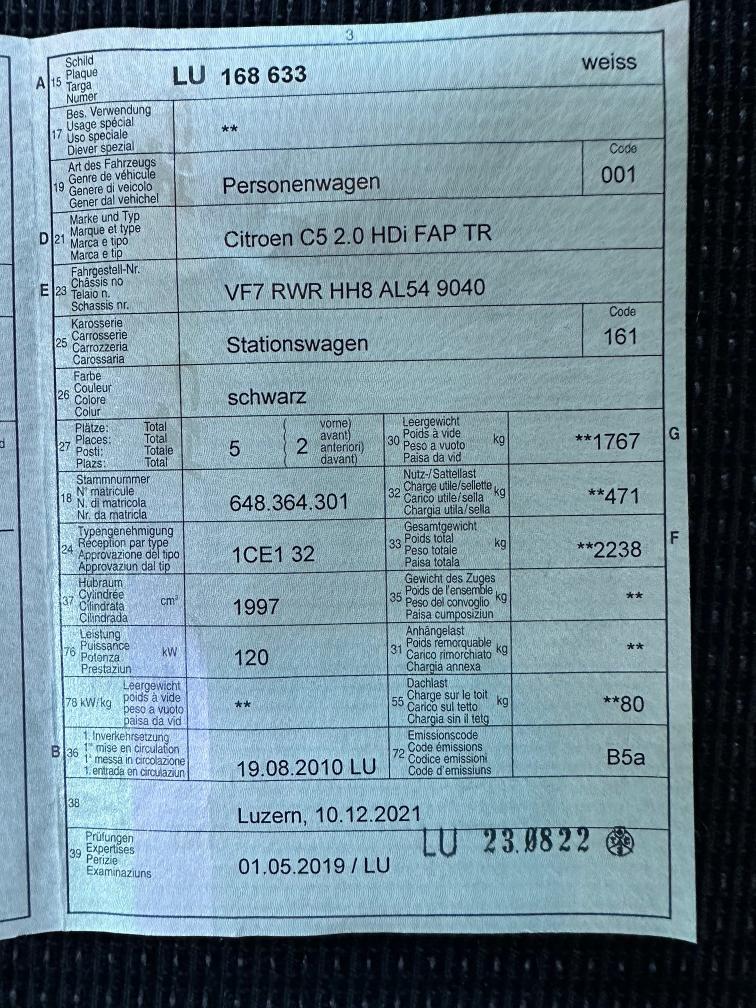 3
A 15 Schild
Plaque
Targa
Numer
LU 168 633 weiss
17 Bes. Verwendung
Usage spécial
Uso speciale
Diever spezial
**
19 Art des Fahrzeugs
Genre de véhicule
Genere di veicolo
Gener dal vehichel
Personenwagen
Code
001
D 21 Marke und Typ
Marque et type
Marca e tipo
Marca e tip
Citroen C5 2.0 HDi FAP TR
E 23 Fahrgestell-Nr.
Châssis no
Telaio n.
Schassis nr.
VF7 RWR HH8 AL54 9040
25 Karosserie
Carrosserie
Carrozzeria
Carossaria
Stationswagen
Code
161
26 Farbe
Couleur
Colore
Colur
schwarz
27 Plätze: Total
Places: Total
Posti: Totale
Plazs: Total
5
2
( vorne)
( avant)
( anteriori)
( davant)
30 Leergewicht
Poids à vide
Peso a vuoto
Paisa da vid
kg
**1767
G
18 Stammnummer
N° matricule
N. di matricola
Nr. da matricla
648.364.301
32 Nutz-/Sattellast
Charge utile/sellette
Carico utile/sella
Chargia utila/sella
kg
**471
24 Typengenehmigung
Réception par type
Approvazione del tipo
Approvaziun dal tip
1CE1 32
33 Gesamtgewicht
Poids total
Peso totale
Paisa totala
kg
**2238
F
37 Hubraum
Cylindrée
Cilindrata
Cilindrada
cm³
1997
35 Gewicht des Zuges
Poids de l'ensemble
Peso del convoglio
Paisa cumposiziun
kg
**
76 Leistung
Puissance
Potenza
Prestaziun
kW
120
31 Anhängelast
Poids remorquable
Carico rimorchiato
Chargia annexa
kg
**
78 kW/kg Leergewicht
poids à vide
peso a vuoto
paisa da vid
**
55 Dachlast
Charge sur le toit
Carico sul tetto
Chargia sin il tetg
kg
**80
B 36 1. Inverkehrsetzung
1re mise en circulation
1a messa in circolazione
1. entrada en circulaziun
19.08.2010 LU
72 Emissionscode
Code émissions
Codice emissioni
Code d'emissiuns
B5a
38
Luzern, 10.12.2021
39 Prüfungen
Expertises
Perizie
Examinaziuns
01.05.2019 / LU
LU 23.0822